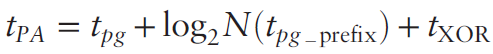 t_{PA} = t_{pg} + log_2 N(t_{pg_prefix}) + t_{XOR}